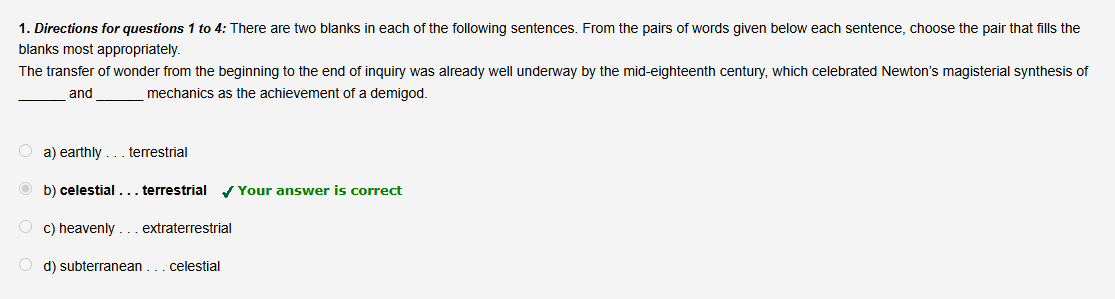 1. Directions for questions 1 to 4: There are two blanks in each of the following sentences. From the pairs of words given below each sentence, choose the pair that fills the
blanks most appropriately.
The transfer of wonder from the beginning to the end of inquiry was already well underway by the mid-eighteenth century, which celebrated Newton's magisterial synthesis of
______ and ______ mechanics as the achievement of a demigod.
a) earthly . . . terrestrial
b) celestial . . . terrestrial ✓ Your answer is correct
c) heavenly . . . extraterrestrial
d) subterranean . . . celestial